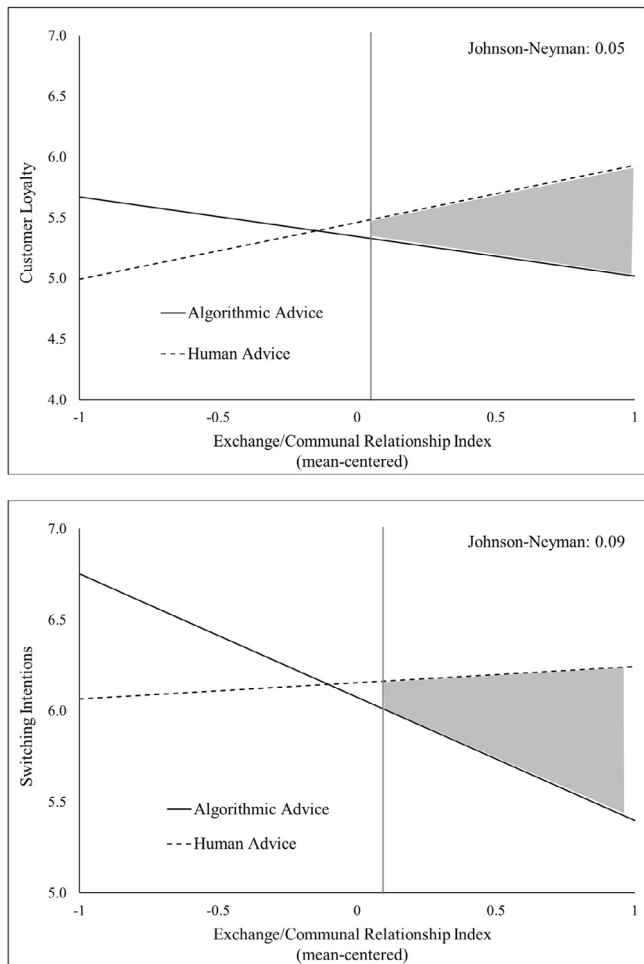 7.0
Johnson-Neyman: 0.05
6.5
6.0
Customer Loyalty
5.5
5.0
Algorithmic Advice
4.5
Human Advice
4.0
-1
-0.5
0
0.5
1
Exchange/Communal Relationship Index
(mean-centered)
7.0
Johnson-Neyman: 0.09
6.5
Switching Intentions
6.0
5.5
Algorithmic Advice
Human Advice
5.0
-1
-0.5
0
0.5
1
Exchange/Communal Relationship Index
(mean-centered)